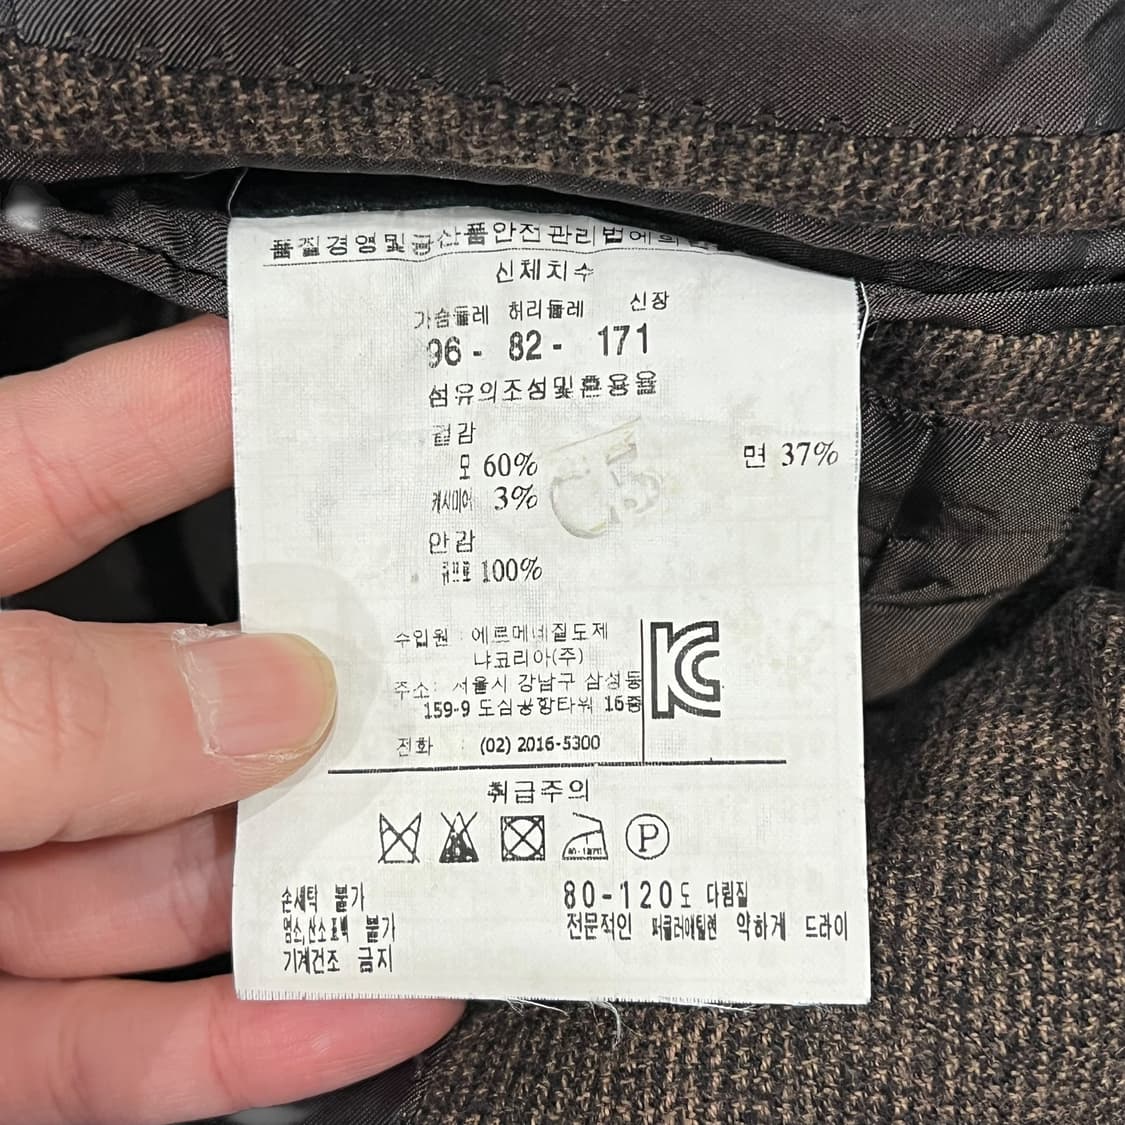 품질경영및공산품안전관리법에의
신체치수
가슴둘레 허리둘레 신장
96 - 82 - 171
섬유의조성및혼용율
겉감
모 60% 면 37%
캐시미어 3%
안감
큐프로 100%
수입원 : 에르메네질도제
냐코리아(주)
주소: 서울시 강남구 삼성동
159-9 도심공항타워 16층
전화 : (02) 2016-5300
취급주의
80-120℃
P
손세탁 불가
염소,산소표백 불가
기계건조 금지
80-120도 다림질
전문적인 퍼클러에틸렌 약하게 드라이